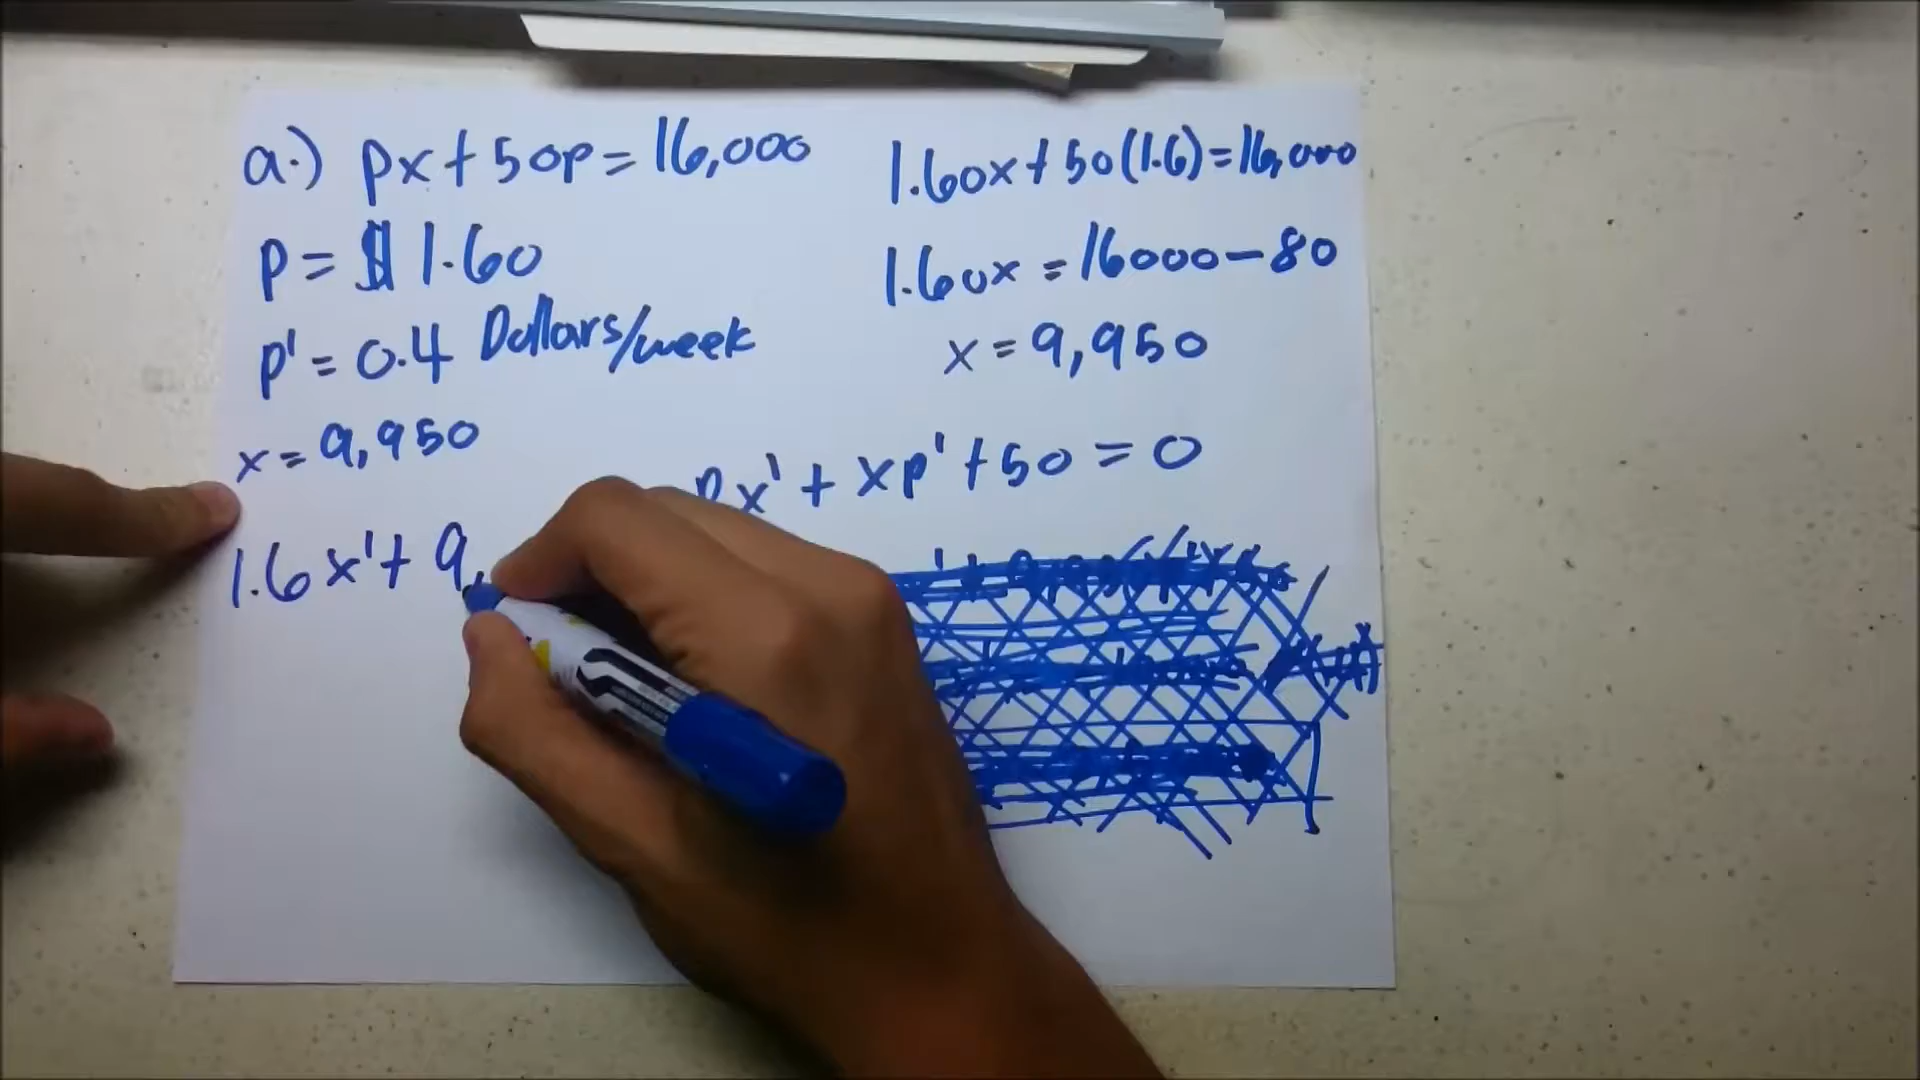 a.) px + 50p = 16,000
p = $ 1.60
p' = 0.4 Dollars/week
x = 9,950
1.6x' + 9,
1.60x + 50(1.6) = 16,000
1.60x = 16000 - 80
x = 9,950
px' + xp' + 50 = 0